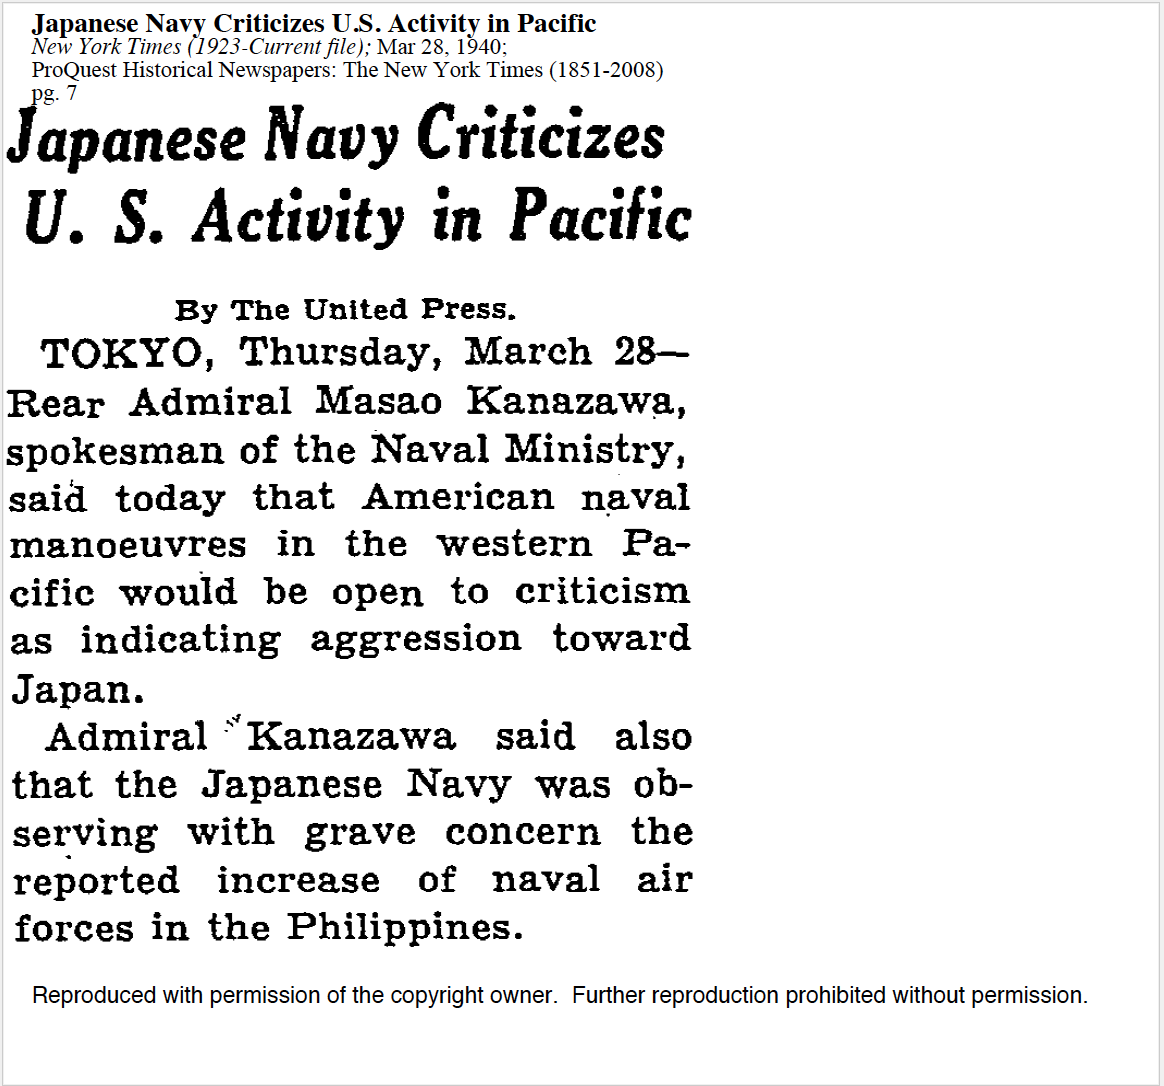 Japanese Navy Criticizes U.S. Activity in Pacific
New York Times (1923-Current file); Mar 28, 1940;
ProQuest Historical Newspapers: The New York Times (1851-2008)
pg. 7
Japanese Navy Criticizes
U. S. Activity in Pacific
By The United Press.
TOKYO, Thursday, March 28—
Rear Admiral Masao Kanazawa,
spokesman of the Naval Ministry,
said today that American naval
manoeuvres in the western Pa-
cific would be open to criticism
as indicating aggression toward
Japan.
Admiral Kanazawa said also
that the Japanese Navy was ob-
serving with grave concern the
reported increase of naval air
forces in the Philippines.
Reproduced with permission of the copyright owner. Further reproduction prohibited without permission.